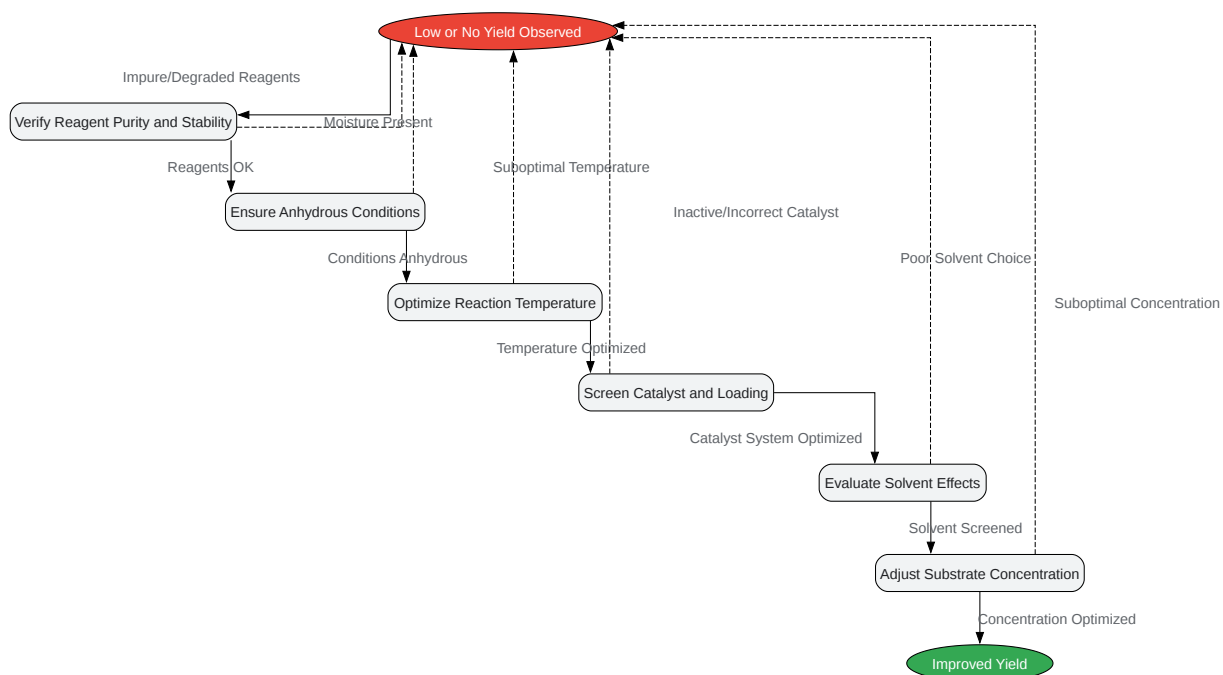 Low or No Yield Observed
Impure/Degraded Reagents
Verify Reagent Purity and Stability
Moisture Present
Reagents OK
Suboptimal Temperature
Ensure Anhydrous Conditions
Inactive/Incorrect Catalyst
Conditions Anhydrous
Poor Solvent Choice
Optimize Reaction Temperature
Suboptimal Concentration
Temperature Optimized
Screen Catalyst and Loading
Catalyst System Optimized
Evaluate Solvent Effects
Solvent Screened
Adjust Substrate Concentration
Concentration Optimized
Improved Yield